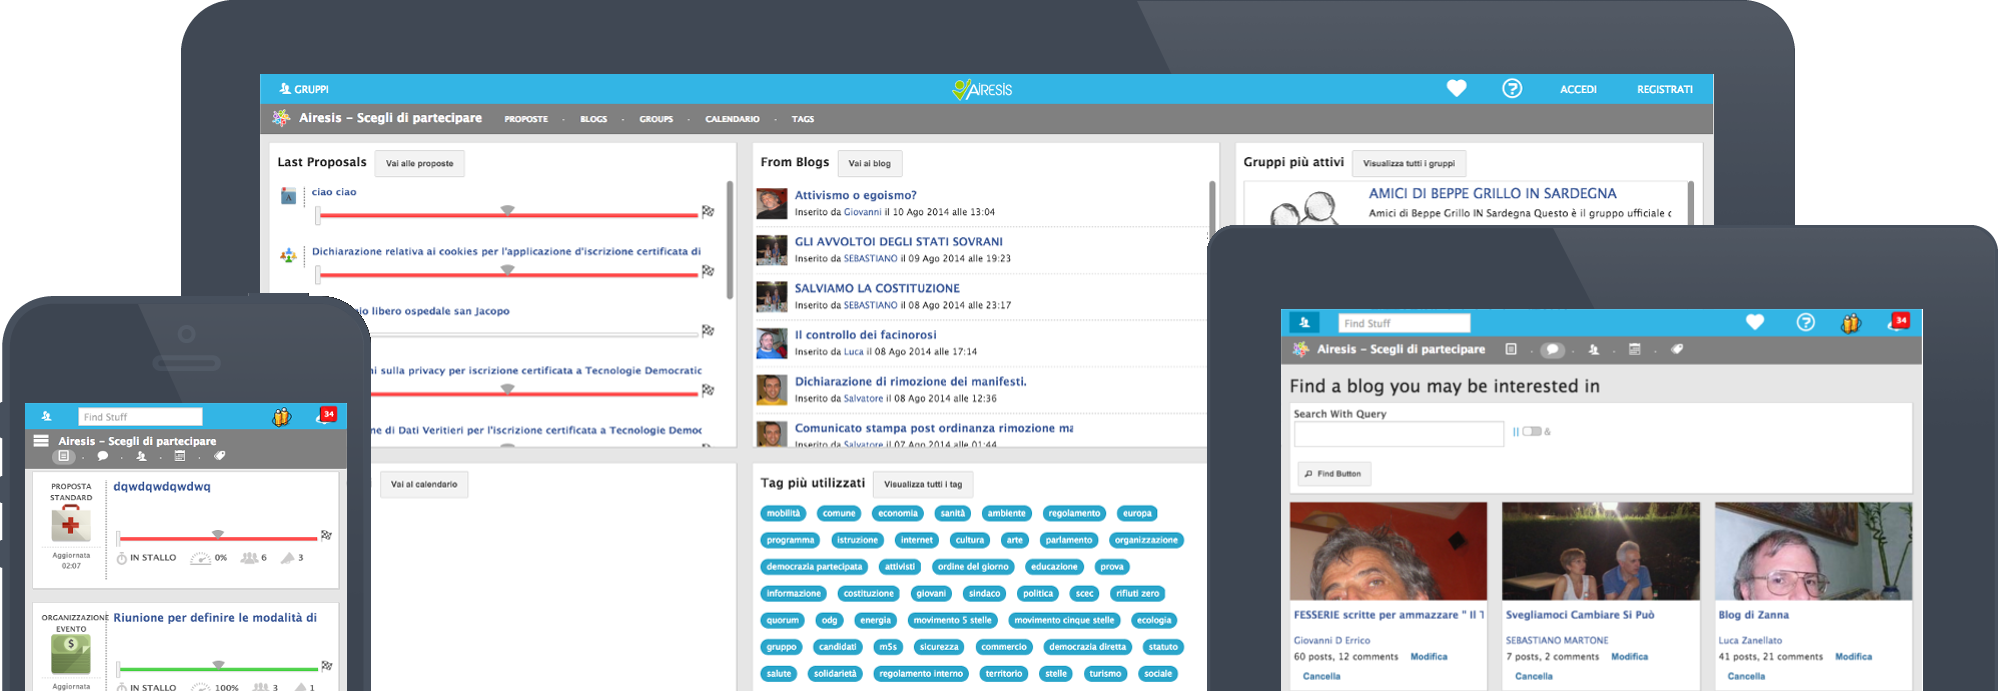 GRUPPI
AIRESIS
ACCEDI
REGISTRATI
Airesis - Scegli di partecipare
PROPOSTE
BLOGS
GROUPS
CALENDARIO
TAGS
Last Proposals
Vai alle proposte
ciao ciao
Dichiarazione relativa ai cookies per l'applicazione d'iscrizione certificata di
libero ospedale san Jacopo
sulla privacy per iscrizione certificata a Tecnologie Democratic
ne di Dati Veritieri per l'iscrizione certificata a Tecnologie Democ
Vai al calendario
From Blogs
Vai ai blog
Attivismo o egoismo?
Inserito da Giovanni il 10 Ago 2014 alle 13:04
GLI AVVOLTOI DEGLI STATI SOVRANI
Inserito da SEBASTIANO il 09 Ago 2014 alle 19:23
SALVIAMO LA COSTITUZIONE
Inserito da SEBASTIANO il 08 Ago 2014 alle 23:17
Il controllo dei facinorosi
Inserito da Luca il 08 Ago 2014 alle 17:14
Dichiarazione di rimozione dei manifesti.
Inserito da Salvatore il 08 Ago 2014 alle 12:36
Comunicato stampa post ordinanza rimozione ma
Inserito da Salvatore il 07 Ago 2014 alle 01:44
Tag più utilizzati
Visualizza tutti i tag
mobilità comune economia sanità ambiente regolamento europa
programma istruzione internet cultura arte parlamento organizzazione
democrazia partecipata attivisti ordine del giorno educazione prova
informazione costituzione giovani sindaco politica scec rifiuti zero
quorum odg energia movimento 5 stelle movimento cinque stelle ecologia
gruppo candidati m5s sicurezza commercio democrazia diretta statuto
salute solidarietà regolamento interno territorio stelle turismo sociale
Gruppi più attivi
Visualizza tutti i gruppi
AMICI DI BEPPE GRILLO IN SARDEGNA
Amici di Beppe Grillo IN Sardegna Questo è il gruppo ufficiale c
Find Stuff
34
Airesis - Scegli di partecipare
PROPOSTA
STANDARD
dqwdqwdqwdwq
Aggiornata
02:07
IN STALLO 0% 6 3
ORGANIZZAZIONE
EVENTO
Riunione per definire le modalità di
Aggiornata
IN STALLO 100% 3 1
Find Stuff
34
Airesis - Scegli di partecipare
Find a blog you may be interested in
Search With Query
|| &
Find Button
FESSERIE scritte per ammazzare " Il T
Giovanni D Errico
60 posts, 12 comments Modifica
Cancella
Svegliamoci Cambiare Si Può
SEBASTIANO MARTONE
7 posts, 2 comments Modifica
Cancella
Blog di Zanna
Luca Zanellato
41 posts, 21 comments Modifica
Cancella